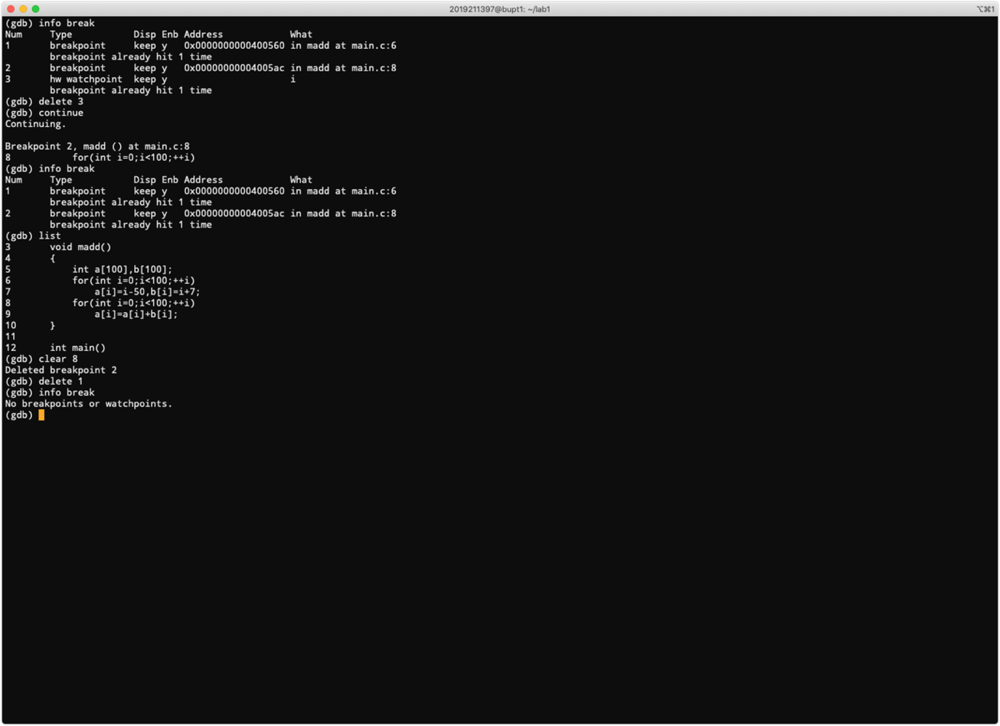 2019211397@bupt1: ~/lab1
⌥⌘1
(gdb) info break
Num     Type           Disp Enb Address            What
1       breakpoint     keep y   0x0000000000400560 in madd at main.c:6
        breakpoint already hit 1 time
2       breakpoint     keep y   0x00000000004005ac in madd at main.c:8
3       hw watchpoint  keep y                      i
        breakpoint already hit 1 time
(gdb) delete 3
(gdb) continue
Continuing.

Breakpoint 2, madd () at main.c:8
8           for(int i=0;i<100;++i)
(gdb) info break
Num     Type           Disp Enb Address            What
1       breakpoint     keep y   0x0000000000400560 in madd at main.c:6
        breakpoint already hit 1 time
2       breakpoint     keep y   0x00000000004005ac in madd at main.c:8
        breakpoint already hit 1 time
(gdb) list
3       void madd()
4       {
5           int a[100],b[100];
6           for(int i=0;i<100;++i)
7               a[i]=i-50,b[i]=i+7;
8           for(int i=0;i<100;++i)
9               a[i]=a[i]+b[i];
10      }
11
12      int main()
(gdb) clear 8
Deleted breakpoint 2
(gdb) delete 1
(gdb) info break
No breakpoints or watchpoints.
(gdb)